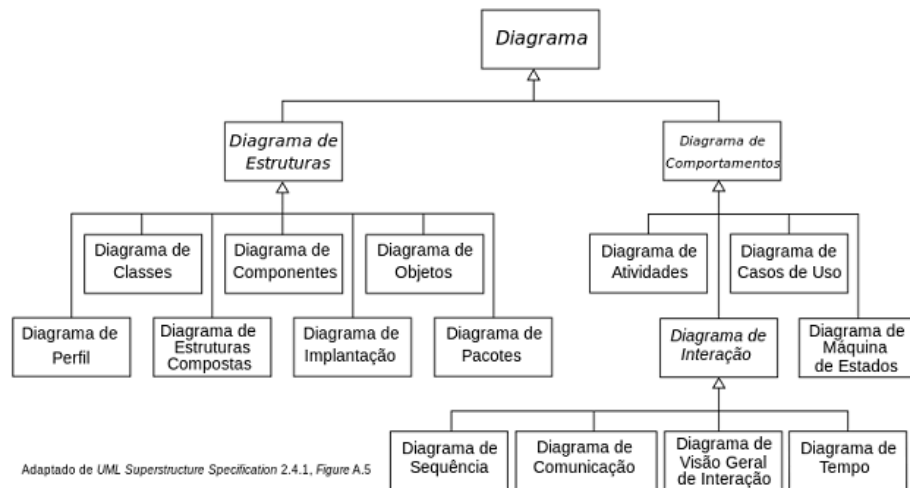 Diagrama
Diagrama de
Estruturas
Diagrama de
Comportamentos
Diagrama de
Classes
Diagrama de
Componentes
Diagrama de
Objetos
Diagrama de
Atividades
Diagrama de
Casos de Uso
Diagrama de
Perfil
Diagrama de
Estruturas
Compostas
Diagrama de
Implantação
Diagrama de
Pacotes
Diagrama de
Interação
Diagrama de
Máquina
de Estados
Diagrama de
Sequência
Diagrama de
Comunicação
Diagrama de
Visão Geral
de Interação
Diagrama de
Tempo
Adaptado de UML Superstructure Specification 2.4.1, Figure A.5